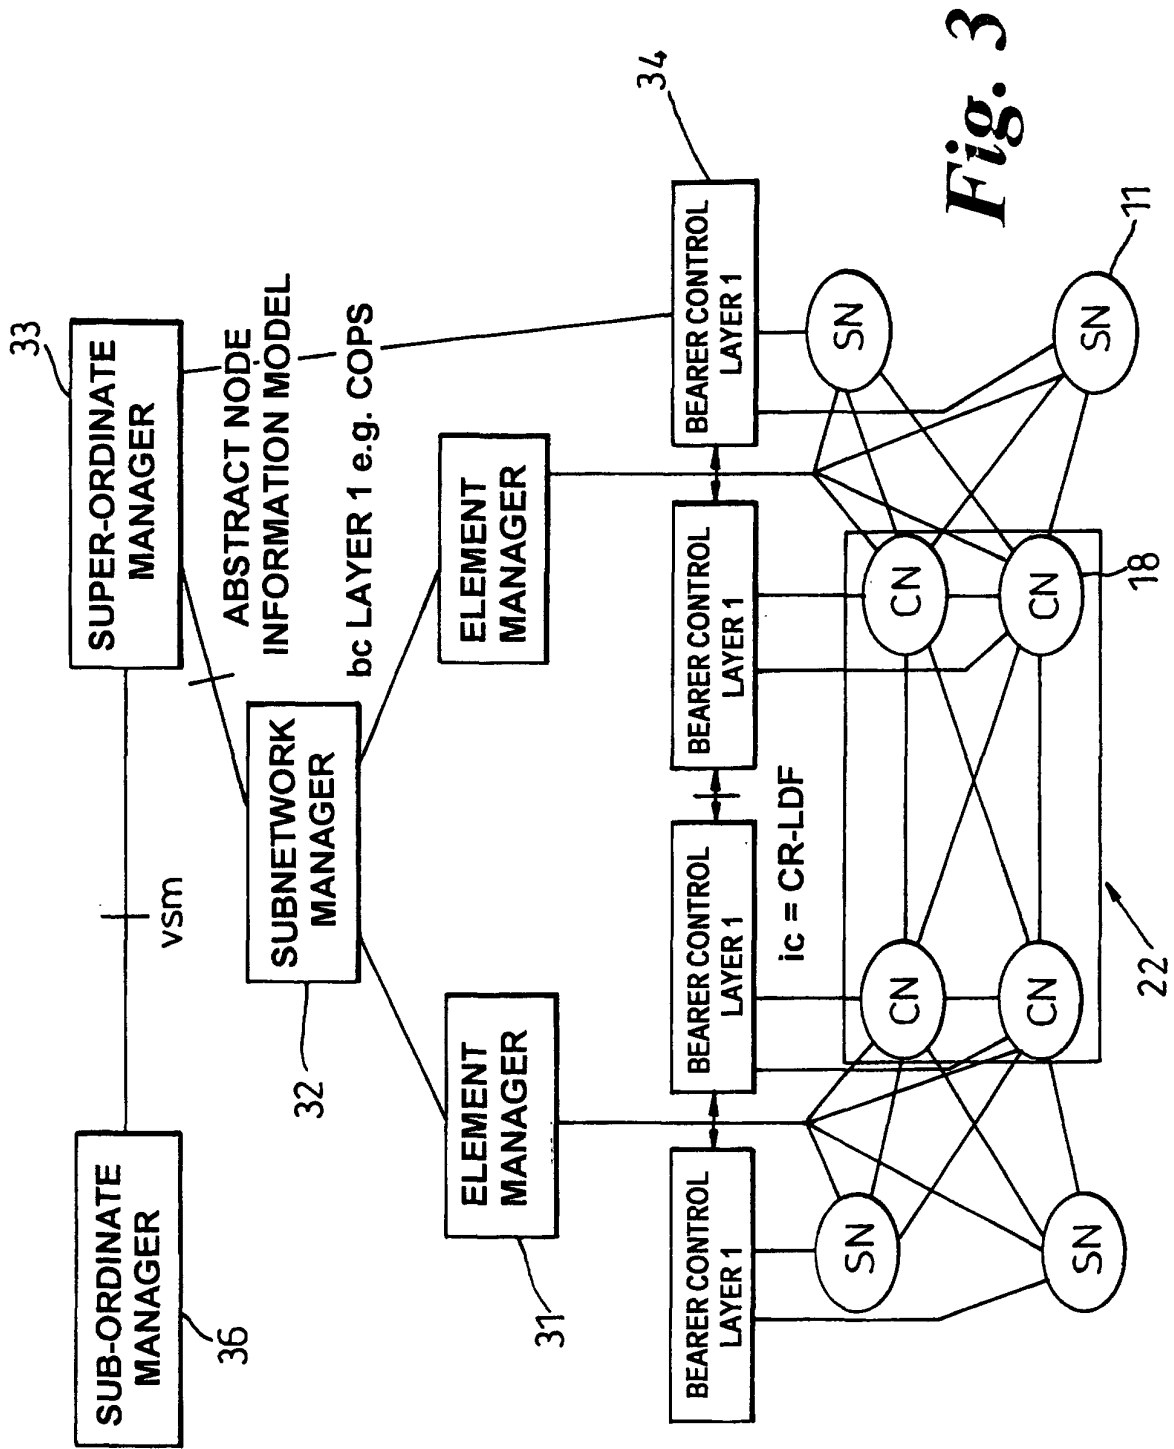 SUB-ORDINATE
MANAGER
36
vsm
SUPER-ORDINATE
MANAGER
33
SUBNETWORK
MANAGER
32
ABSTRACT NODE
INFORMATION MODEL
bc LAYER 1 e.g. COPS
ELEMENT
MANAGER
31
ELEMENT
MANAGER
BEARER CONTROL
LAYER 1
BEARER CONTROL
LAYER 1
BEARER CONTROL
LAYER 1
BEARER CONTROL
LAYER 1
34
ic = CR-LDF
SN
CN
CN
SN
SN
CN
CN
SN
18
11
22
Fig. 3